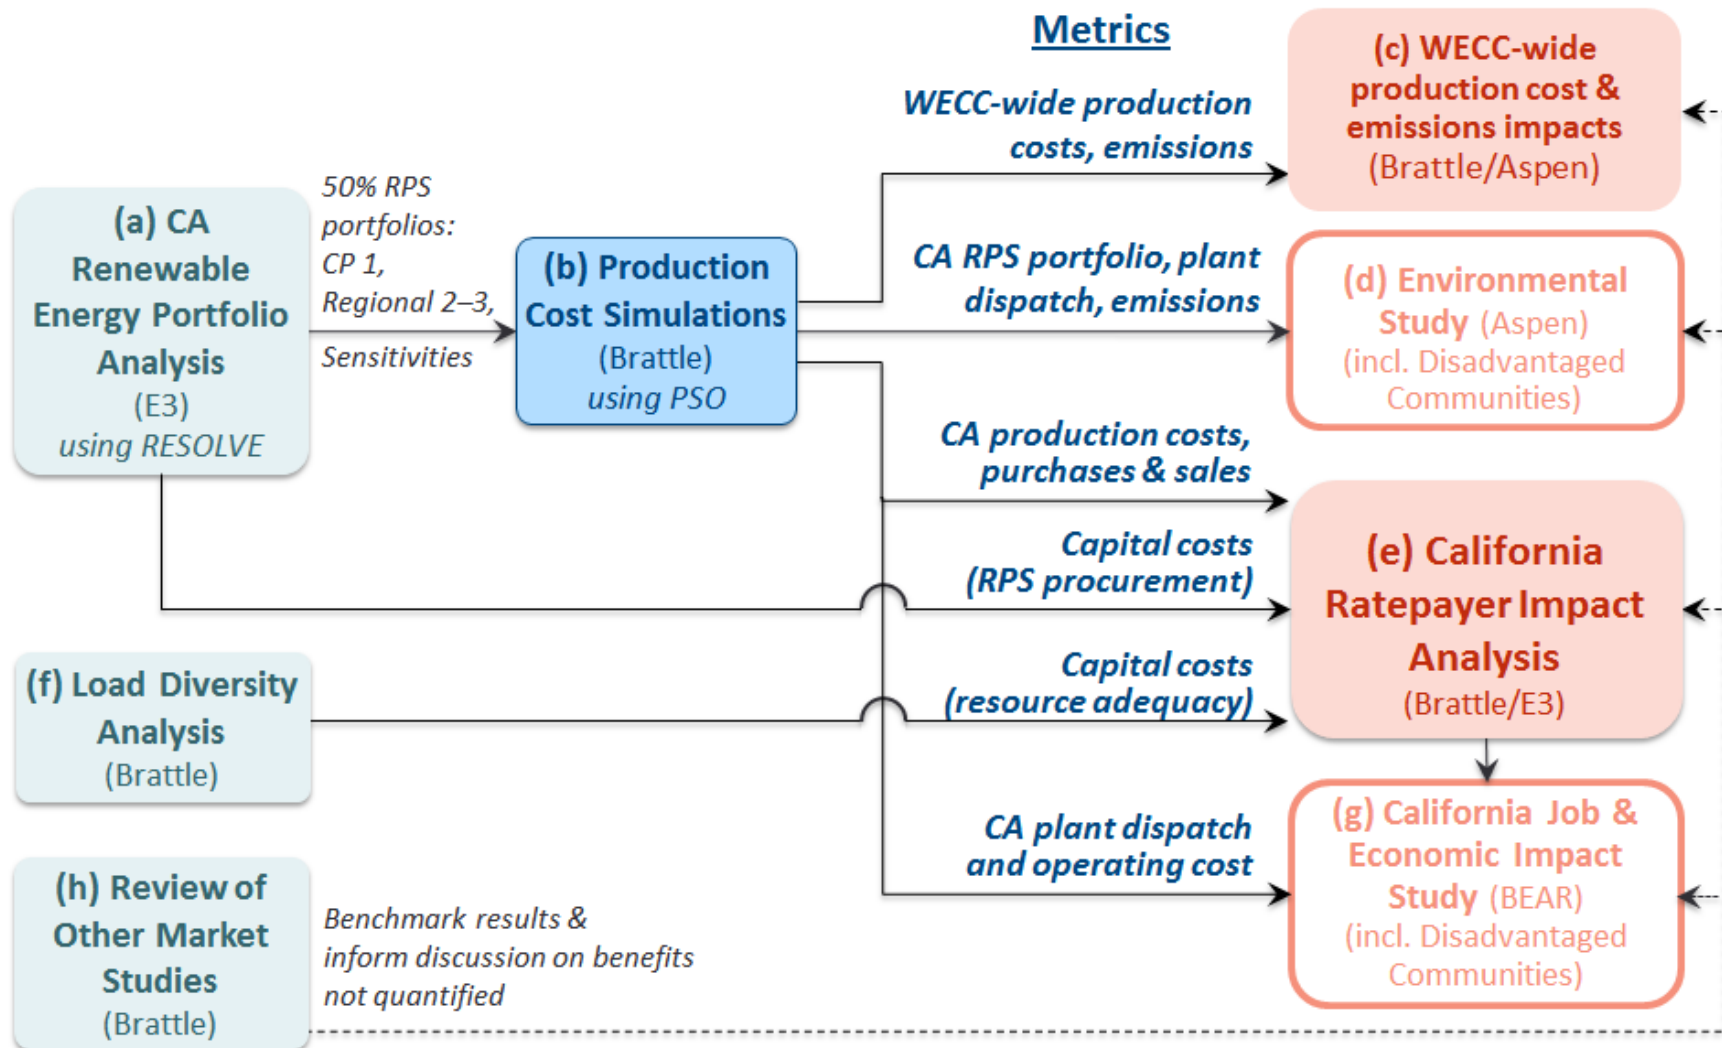 Metrics
(a) CA
Renewable
Energy Portfolio
Analysis
(E3)
using RESOLVE
50% RPS
portfolios:
CP 1,
Regional 2–3,
Sensitivities
(b) Production
Cost Simulations
(Brattle)
using PSO
WECC-wide production
costs, emissions
(c) WECC-wide
production cost &
emissions impacts
(Brattle/Aspen)
CA RPS portfolio, plant
dispatch, emissions
(d) Environmental
Study (Aspen)
(incl. Disadvantaged
Communities)
CA production costs,
purchases & sales
Capital costs
(RPS procurement)
Capital costs
(resource adequacy)
(e) California
Ratepayer Impact
Analysis
(Brattle/E3)
(f) Load Diversity
Analysis
(Brattle)
CA plant dispatch
and operating cost
(g) California Job &
Economic Impact
Study (BEAR)
(incl. Disadvantaged
Communities)
(h) Review of
Other Market
Studies
(Brattle)
Benchmark results &
inform discussion on benefits
not quantified